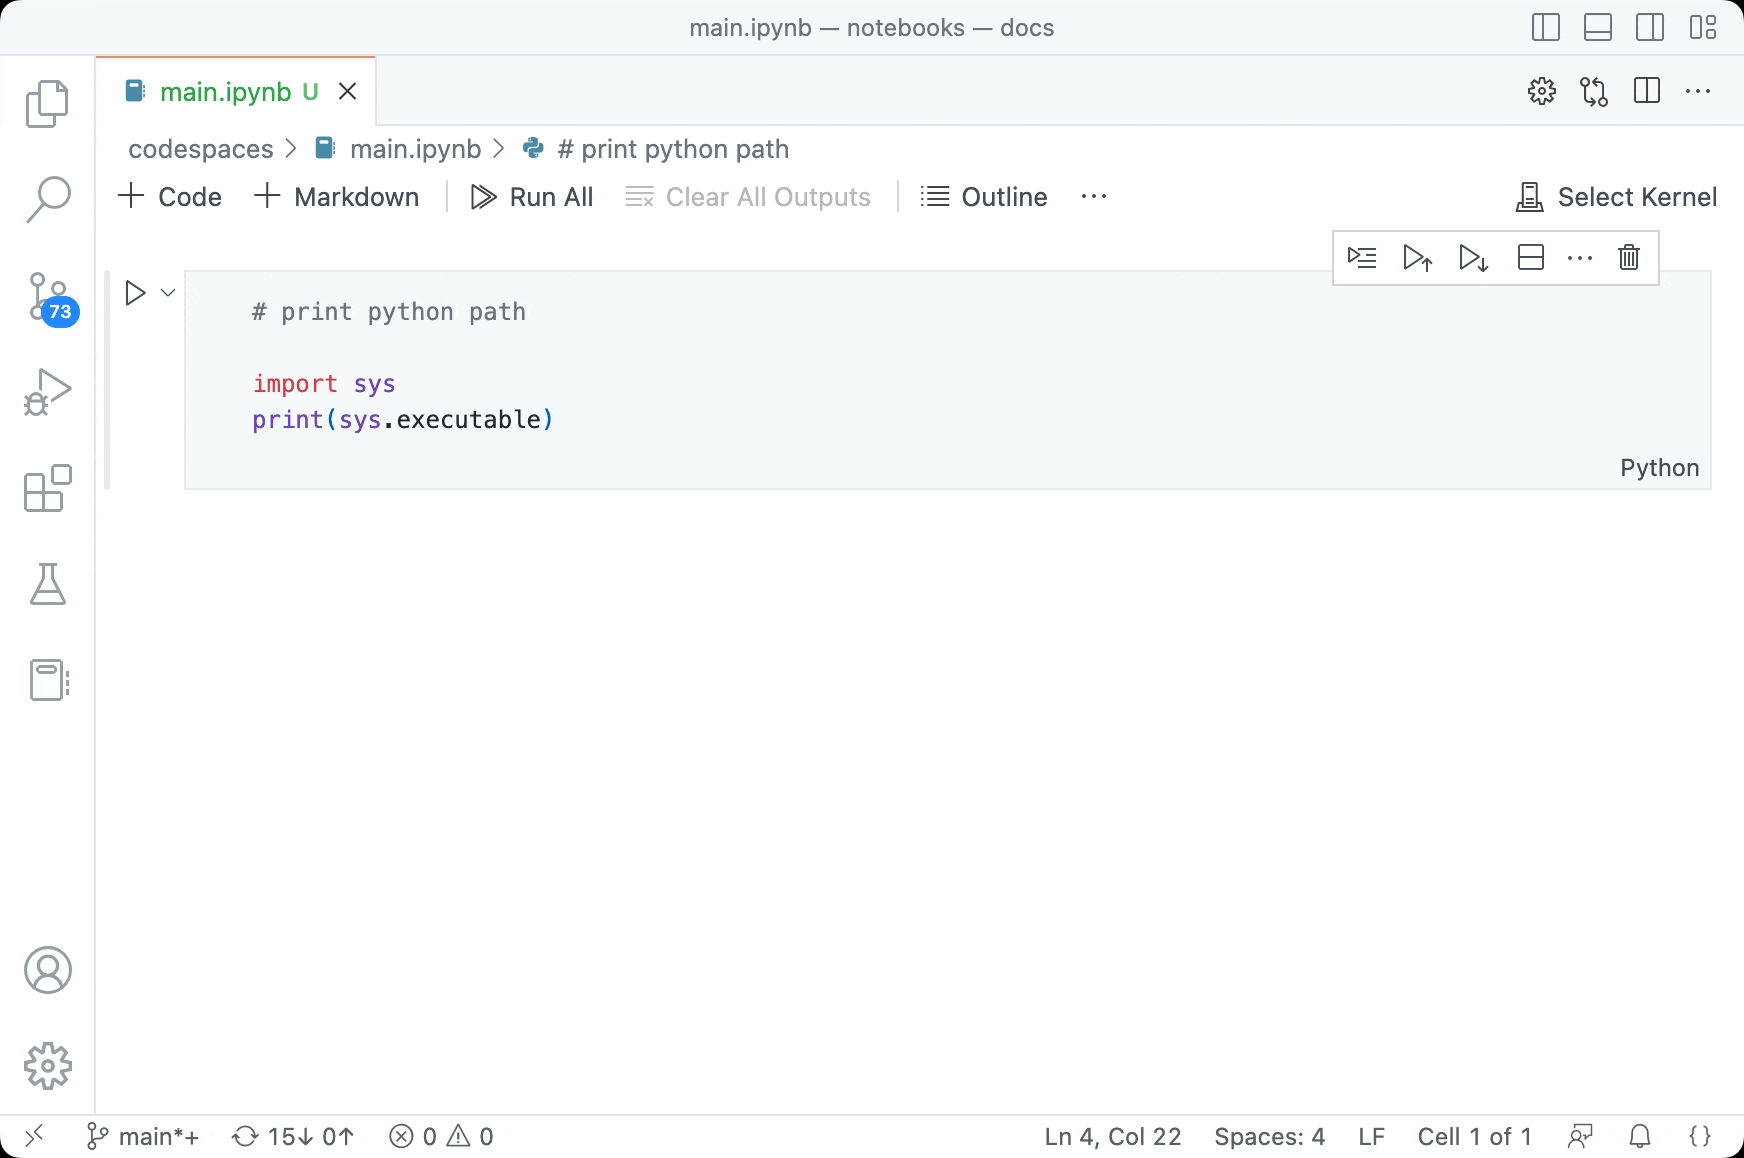 main.ipynb — notebooks — docs
main.ipynb U
codespaces > main.ipynb > # print python path
+ Code + Markdown Run All Clear All Outputs Outline ··· Select Kernel
# print python path
import sys
print(sys.executable)
Python
73
main*+ 15↓ 0↑ 0 0 Ln 4, Col 22 Spaces: 4 LF Cell 1 of 1 {}